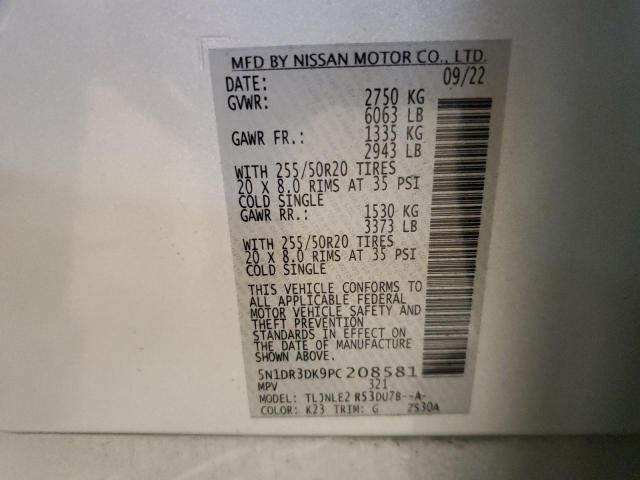 MFD BY NISSAN MOTOR CO., LTD.
DATE: 09/22
GVWR: 2750 KG
6063 LB
GAWR FR.: 1335 KG
2943 LB
WITH 255/50R20 TIRES
20 X 8.0 RIMS AT 35 PSI
COLD SINGLE
GAWR RR.: 1530 KG
3373 LB
WITH 255/50R20 TIRES
20 X 8.0 RIMS AT 35 PSI
COLD SINGLE
THIS VEHICLE CONFORMS TO
ALL APPLICABLE FEDERAL
MOTOR VEHICLE SAFETY AND
THEFT PREVENTION
STANDARDS IN EFFECT ON
THE DATE OF MANUFACTURE
SHOWN ABOVE.
5N1DR3DK9PC208581
MPV 321
MODEL: TLJNLE2 R53DU7B--A-
COLOR: K23 TRIM: G ZS30A